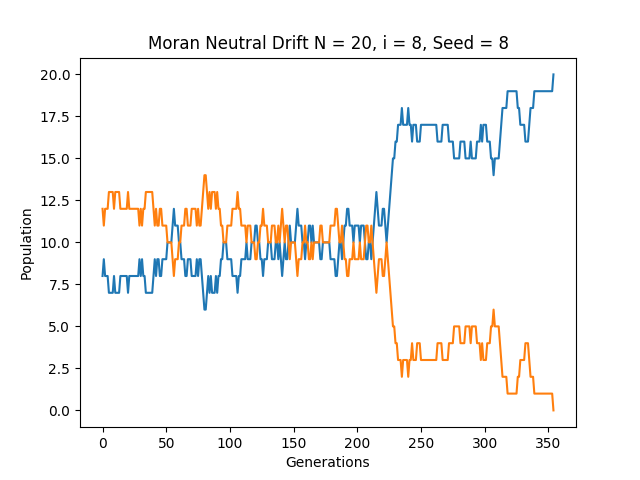 Moran Neutral Drift N = 20, i = 8, Seed = 8
20.0
17.5
15.0
12.5
10.0
7.5
5.0
2.5
0.0
Population
0 50 100 150 200 250 300 350
Generations